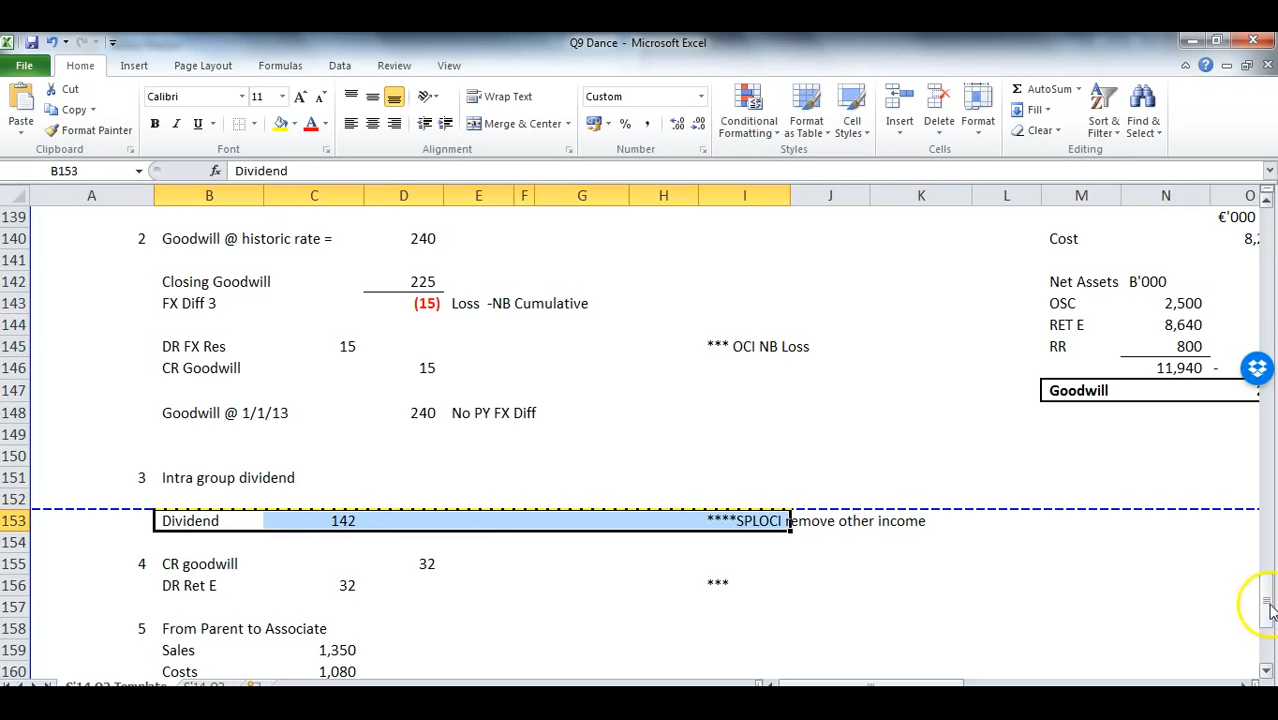 Q9 Dance - Microsoft Excel
File Home Insert Page Layout Formulas Data Review View
Paste Cut Copy Format Painter
Calibri 11 B I U A A A
Wrap Text Merge & Center
Custom % ,
Conditional Formatting Format as Table Cell Styles
Insert Delete Format
AutoSum Fill Clear Sort & Filter Find & Select
Clipboard Font Alignment Number Styles Cells Editing
B153 fx Dividend
A B C D E F G H I J K L M N O
139 €'000
140 2 Goodwill @ historic rate = 240 Cost
141
142 Closing Goodwill 225 Net Assets B'000
143 FX Diff 3 (15) Loss -NB Cumulative OSC 2,500
144 RET E 8,640
145 DR FX Res 15 *** OCI NB Loss RR 800
146 CR Goodwill 15 11,940 -
147 Goodwill
148 Goodwill @ 1/1/13 240 No PY FX Diff
149
150
151 3 Intra group dividend
152
153 Dividend 142 ****SPLOCI remove other income
154
155 4 CR goodwill 32
156 DR Ret E 32 ***
157
158 5 From Parent to Associate
159 Sales 1,350
160 Costs 1,080